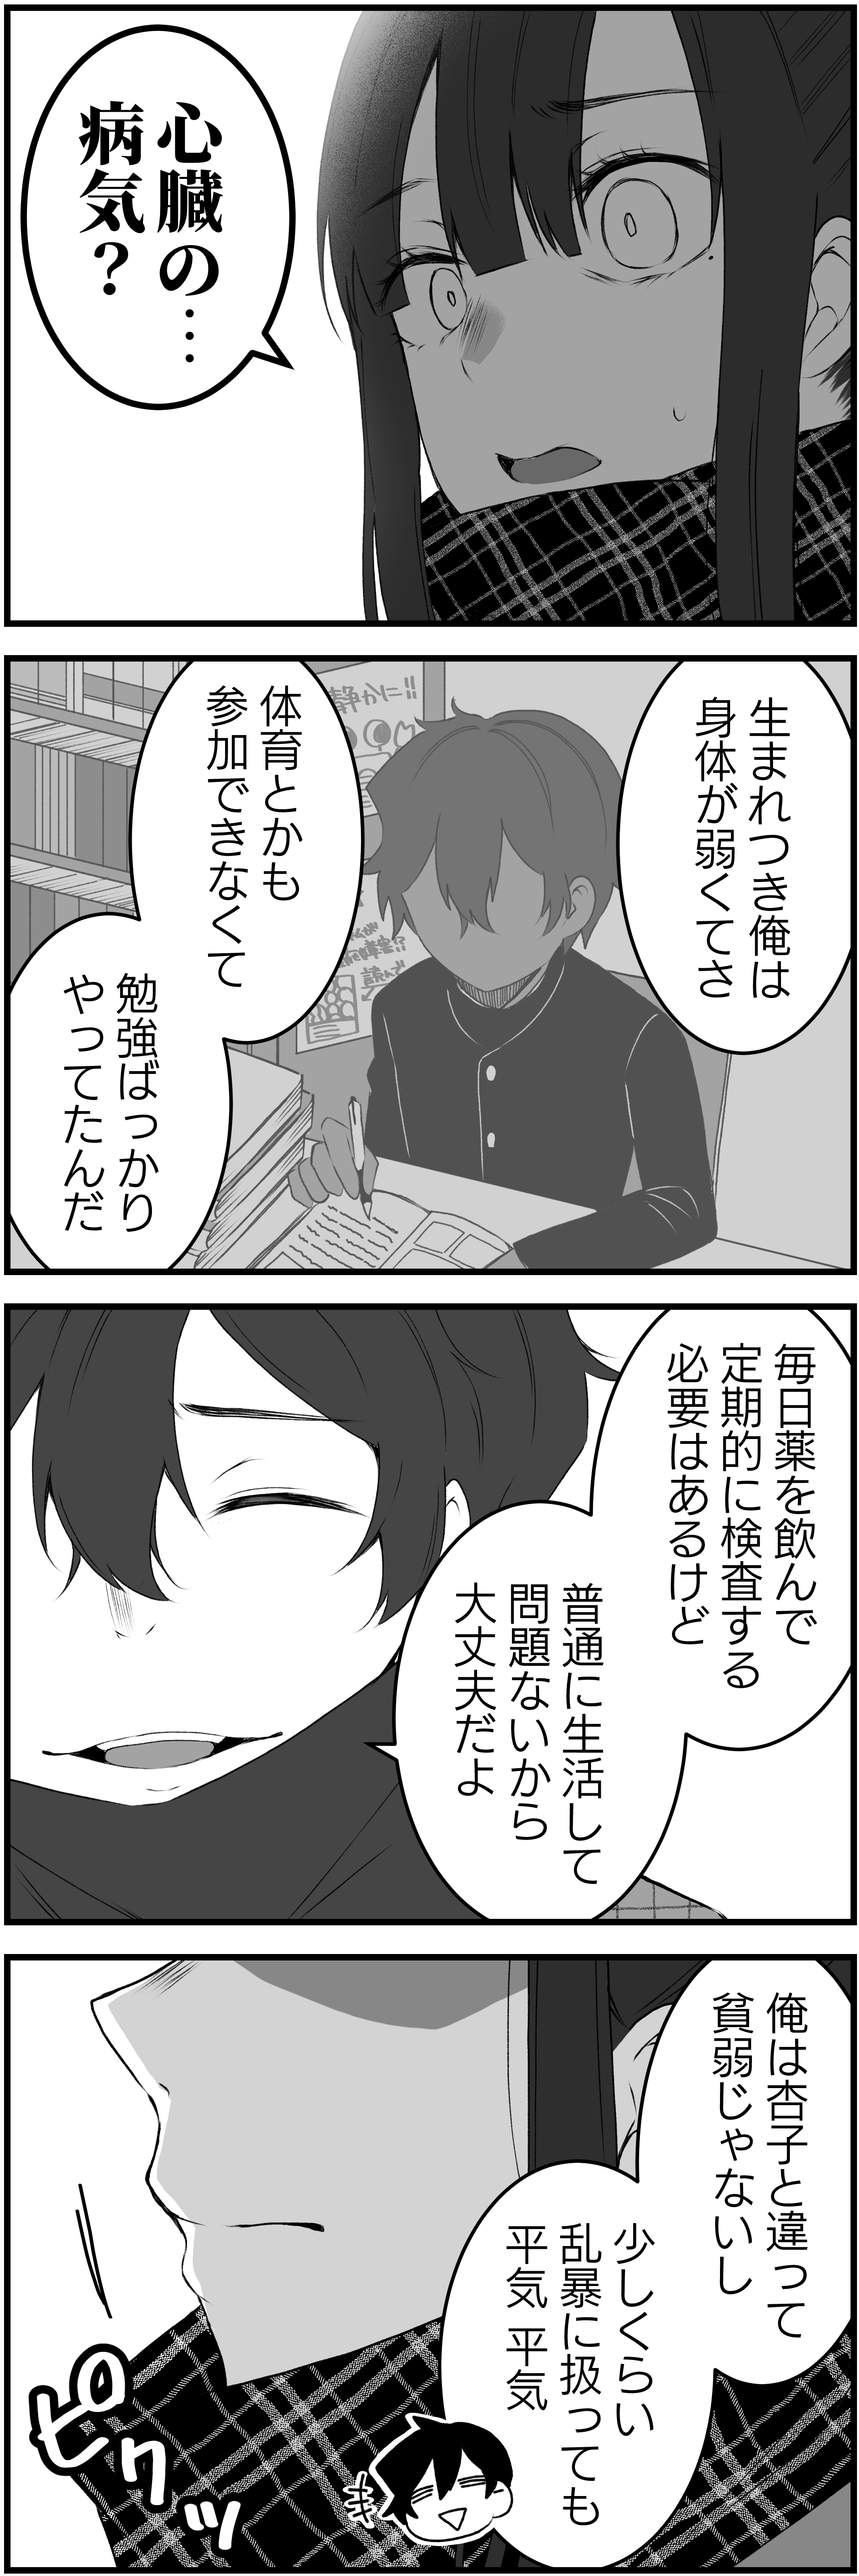 心臓の…
病気？
生まれつき俺は
身体が弱くてさ
体育とかも
参加できなくて
勉強ばっかり
やってたんだ
静かに!!
読んで
毎日薬を飲んで
定期的に検査する
必要はあるけど
普通に生活して
問題ないから
大丈夫だよ
俺は杏子と違って
貧弱じゃないし
少しくらい
乱暴に扱っても
平気 平気
ピクッ